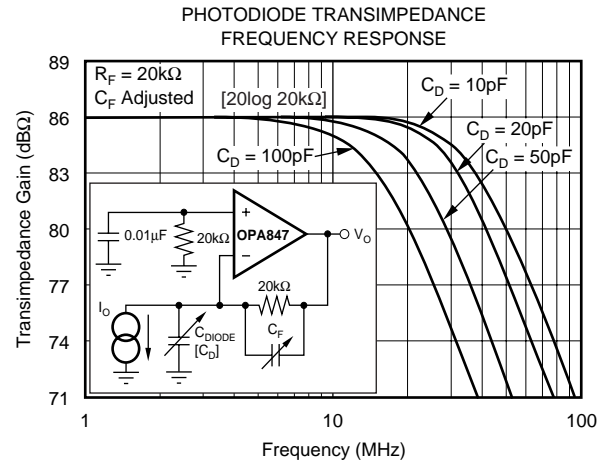 PHOTODIODE TRANSIMPEDANCE
FREQUENCY RESPONSE
89
86
83
80
77
74
71
Transimpedance Gain (dBΩ)
R_F = 20kΩ
C_F Adjusted
[20log 20kΩ]
C_D = 10pF
C_D = 20pF
C_D = 50pF
C_D = 100pF
0.01µF
20kΩ
+
OPA847
−
V_O
20kΩ
I_O
C_DIODE
[C_D]
C_F
1
10
100
Frequency (MHz)